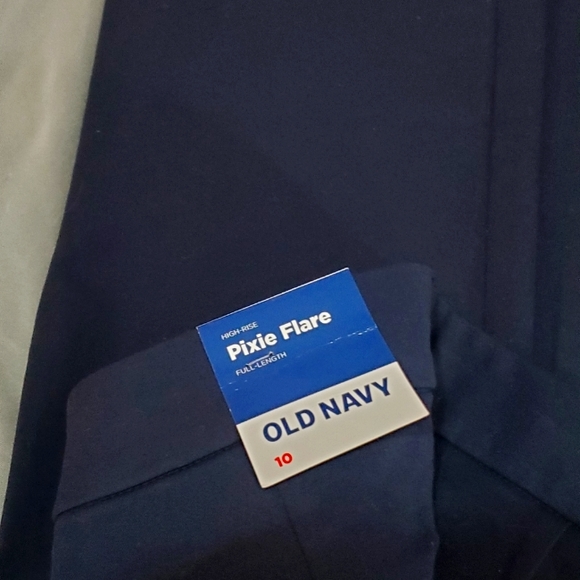 HIGH-RISE
Pixie Flare
FULL-LENGTH
OLD NAVY
10